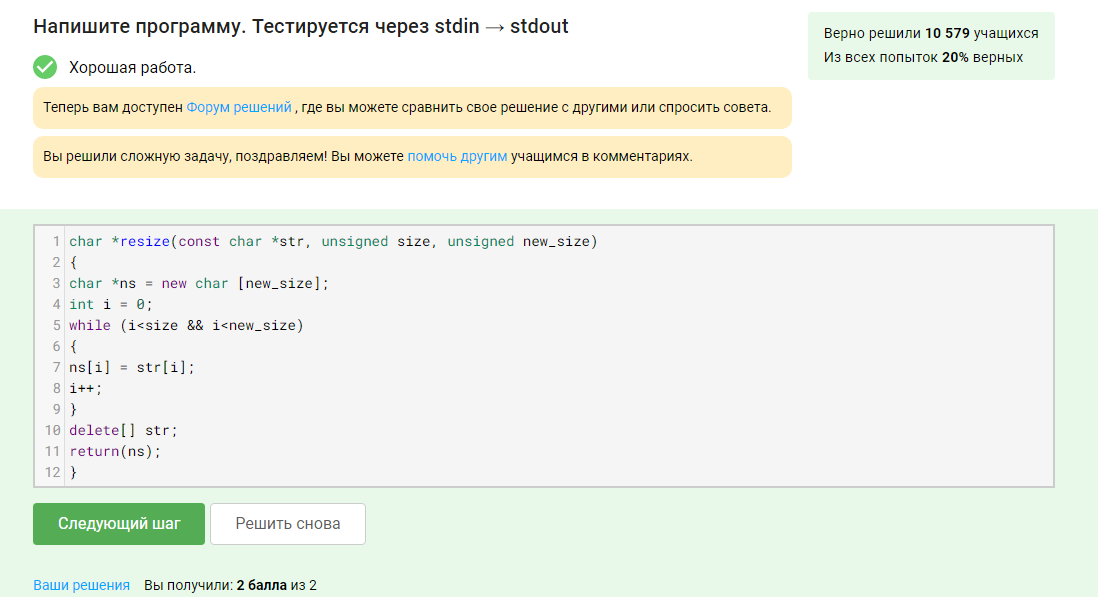 Напишите программу. Тестируется через stdin → stdout
Верно решили 10 579 учащихся
Из всех попыток 20% верных
Хорошая работа.
Теперь вам доступен Форум решений , где вы можете сравнить свое решение с другими или спросить совета.
Вы решили сложную задачу, поздравляем! Вы можете помочь другим учащимся в комментариях.
1 char *resize(const char *str, unsigned size, unsigned new_size)
2 {
3 char *ns = new char [new_size];
4 int i = 0;
5 while (i<size && i<new_size)
6 {
7 ns[i] = str[i];
8 i++;
9 }
10 delete[] str;
11 return(ns);
12 }
Следующий шаг
Решить снова
Ваши решения Вы получили: 2 балла из 2